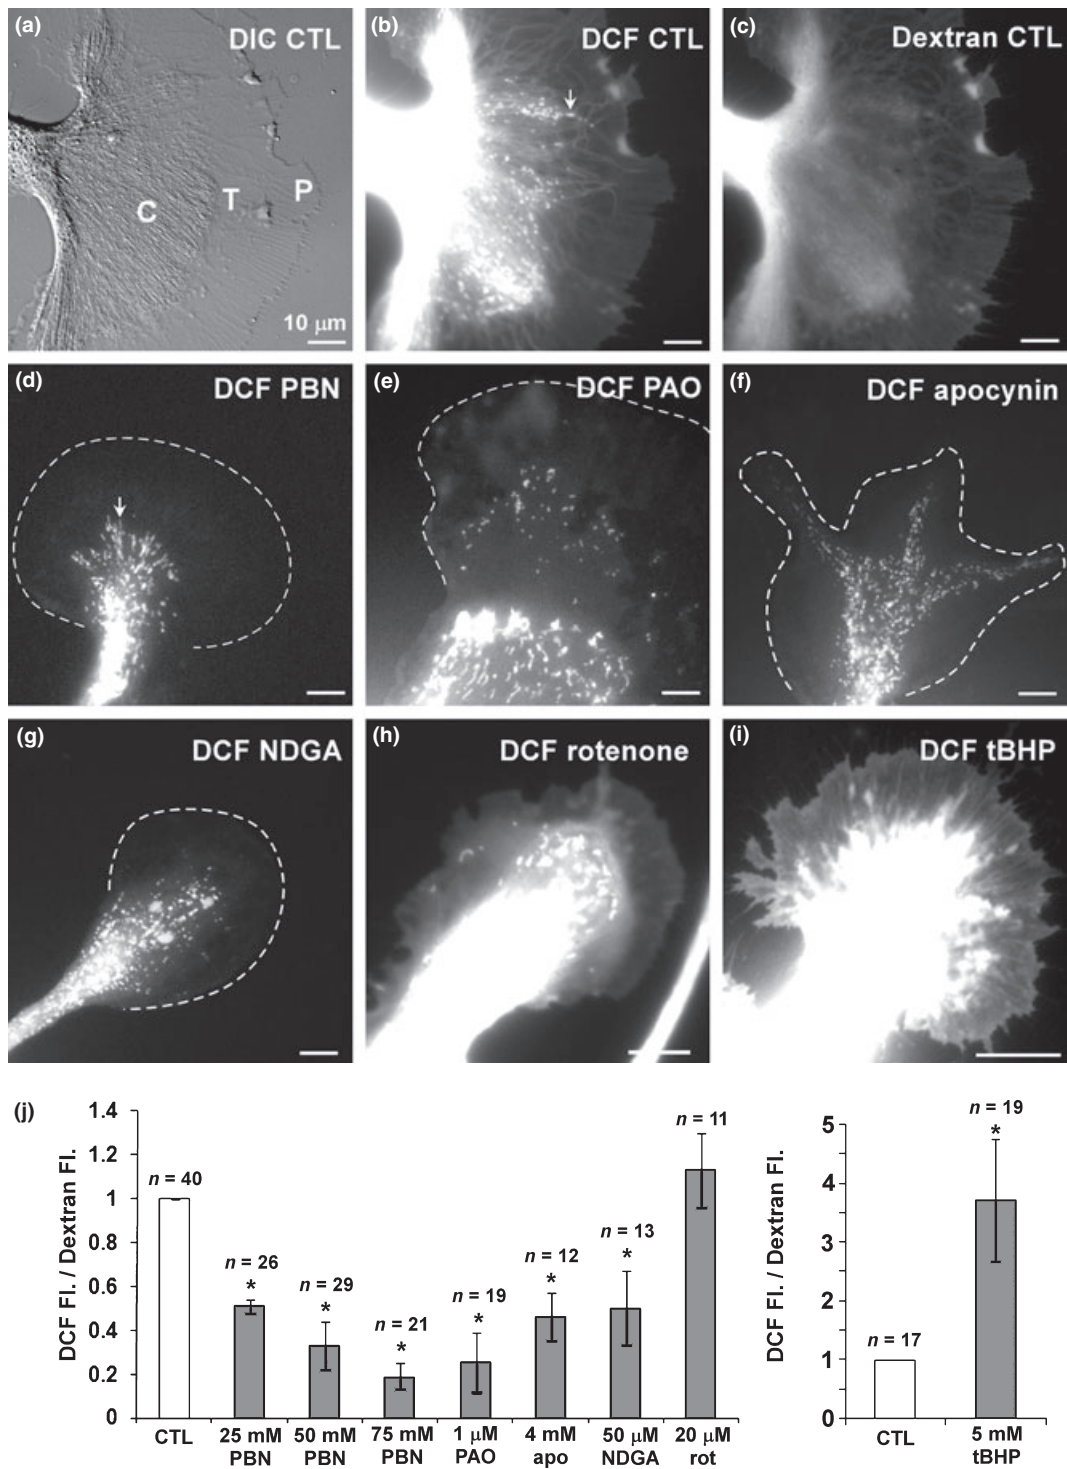 (a)
DIC CTL
C
T
P
10 μm
(b)
DCF CTL
(c)
Dextran CTL
(d)
DCF PBN
(e)
DCF PAO
(f)
DCF apocynin
(g)
DCF NDGA
(h)
DCF rotenone
(i)
DCF tBHP
(j)
DCF Fl. / Dextran Fl.
1.4
1.2
1
0.8
0.6
0.4
0.2
0
n = 40
n = 26
*
n = 29
*
n = 21
*
n = 19
*
n = 12
*
n = 13
*
n = 11
CTL
25 mM
PBN
50 mM
PBN
75 mM
PBN
1 μM
PAO
4 mM
apo
50 μM
NDGA
20 μM
rot
DCF Fl. / Dextran Fl.
5
4
3
2
1
0
n = 17
n = 19
*
CTL
5 mM
tBHP